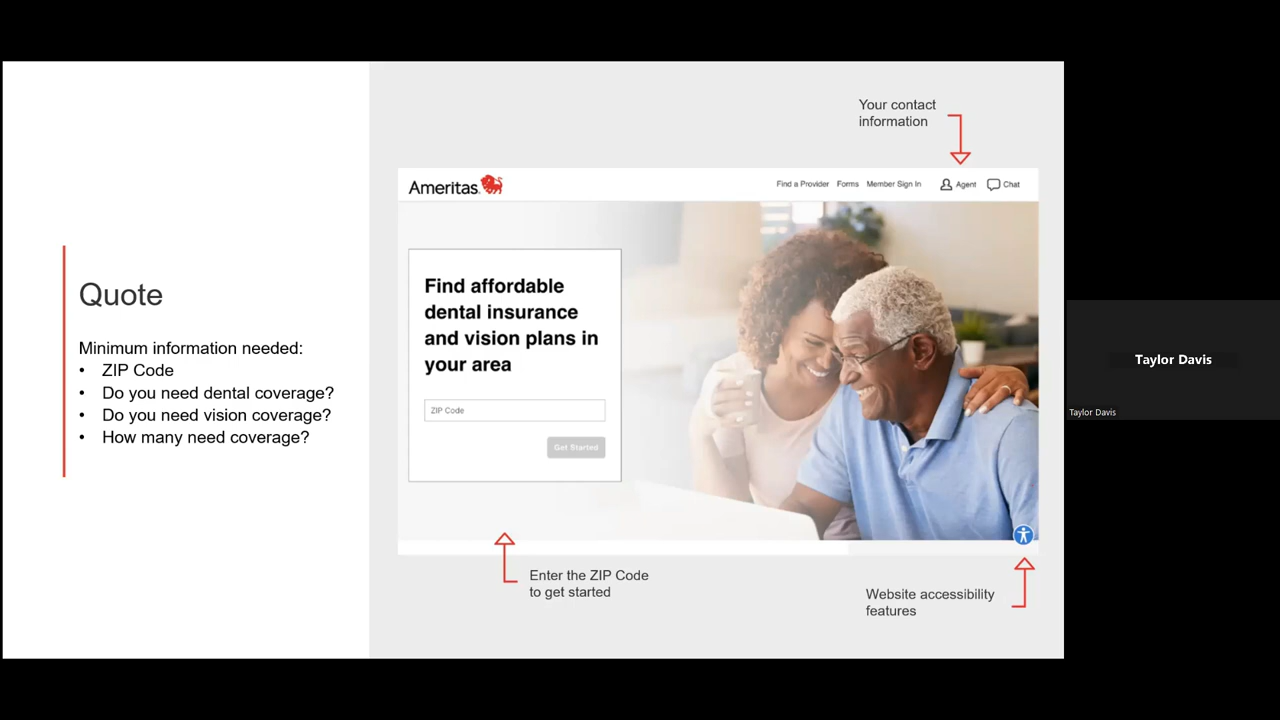 Quote
Minimum information needed:
• ZIP Code
• Do you need dental coverage?
• Do you need vision coverage?
• How many need coverage?
Your contact
information
Ameritas
Find a Provider Forms Member Sign In Agent Chat
Find affordable
dental insurance
and vision plans in
your area
ZIP Code
Get Started
Enter the ZIP Code
to get started
Website accessibility
features
Taylor Davis
Taylor Davis